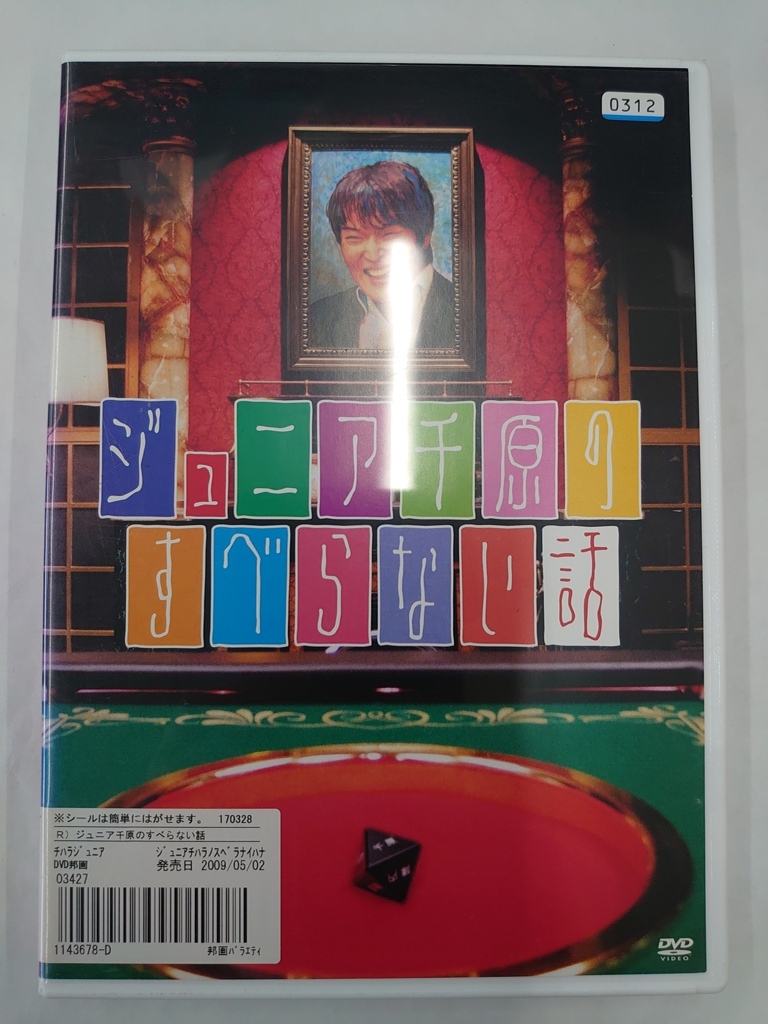 0312
ジュニア千原の
すべらない話
※シールは簡単にはがせます。 170328
R) ジュニア千原のすべらない話
チハラジュニア ジュニアチハラノスベラナイハナ
DVD邦画 発売日 2009/05/02
03427
1143678-D 邦画バラエティ
DVD
VIDEO